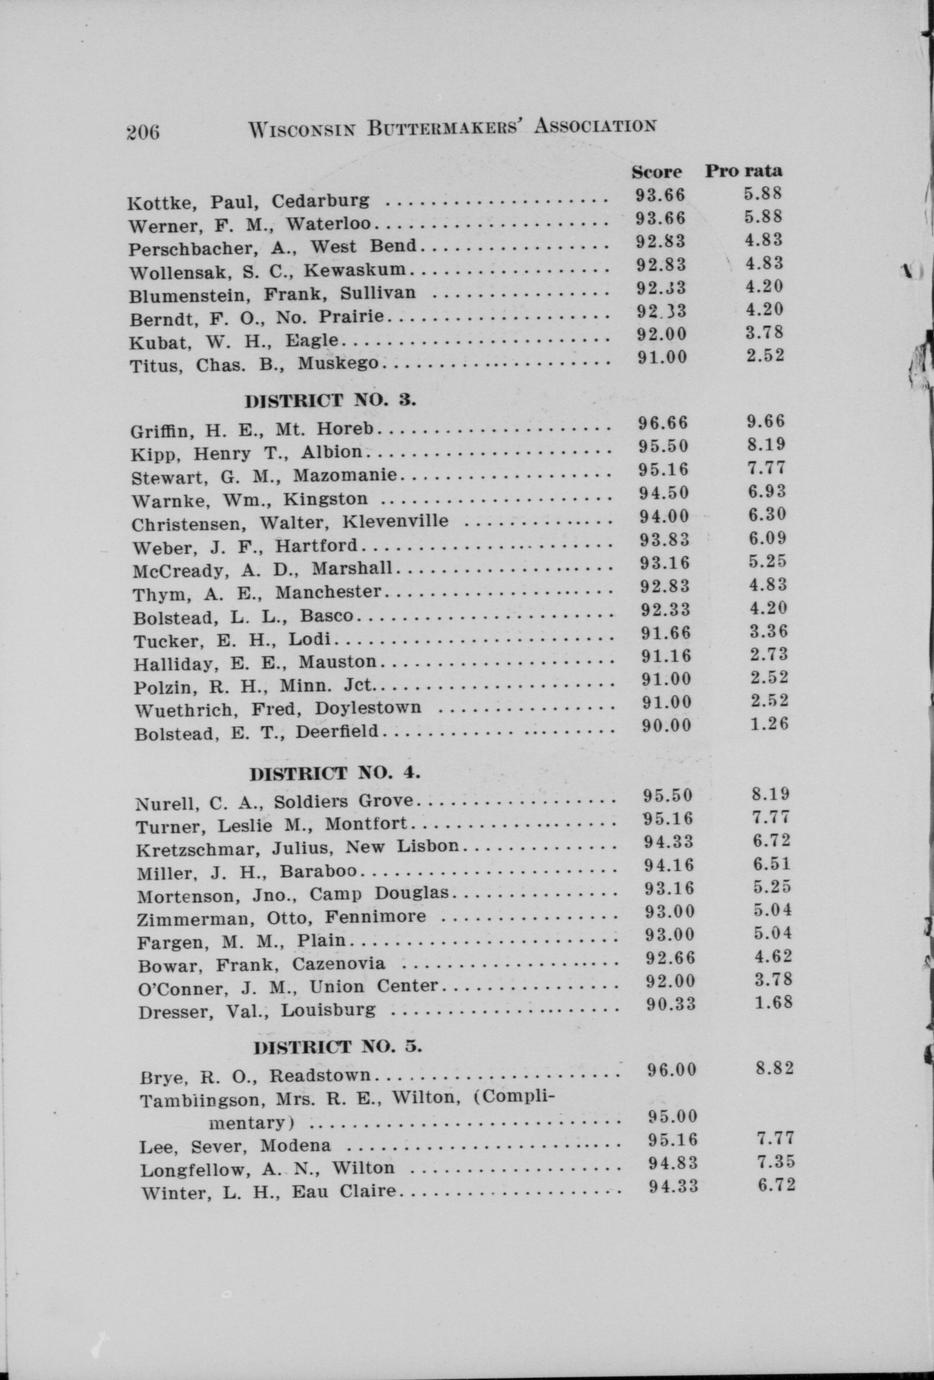 206 Wisconsin Buttermakers' Association
Score Pro rata
Kottke, Paul, Cedarburg .................... 93.66 5.88
Werner, F. M., Waterloo...................... 93.66 5.88
Perschbacher, A., West Bend................. 92.83 4.83
Wollensak, S. C., Kewaskum.................. 92.83 4.83
Blumenstein, Frank, Sullivan ................ 92.33 4.20
Berndt, F. O., No. Prairie.................... 92.33 4.20
Kubat, W. H., Eagle........................ 92.00 3.78
Titus, Chas. B., Muskego.................... 91.00 2.52
DISTRICT NO. 3.
Griffin, H. E., Mt. Horeb..................... 96.66 9.66
Kipp, Henry T., Albion...................... 95.50 8.19
Stewart, G. M., Mazomanie................... 95.16 7.77
Warnke, Wm., Kingston ..................... 94.50 6.93
Christensen, Walter, Klevenville .............. 94.00 6.30
Weber, J. F., Hartford....................... 93.83 6.09
McCready, A. D., Marshall.................... 93.16 5.25
Thym, A. E., Manchester..................... 92.83 4.83
Bolstead, L. L., Basco....................... 92.33 4.20
Tucker, E. H., Lodi......................... 91.66 3.36
Halliday, E. E., Mauston..................... 91.16 2.73
Polzin, R. H., Minn. Jct...................... 91.00 2.52
Wuethrich, Fred, Doylestown ................ 91.00 2.52
Bolstead, E. T., Deerfield..................... 90.00 1.26
DISTRICT NO. 4.
Nurell, C. A., Soldiers Grove.................. 95.50 8.19
Turner, Leslie M., Montfort................... 95.16 7.77
Kretzschmar, Julius, New Lisbon.............. 94.33 6.72
Miller, J. H., Baraboo....................... 94.16 6.51
Mortenson, Jno., Camp Douglas............... 93.16 5.25
Zimmerman, Otto, Fennimore ................ 93.00 5.04
Fargen, M. M., Plain........................ 93.00 5.04
Bowar, Frank, Cazenovia .................... 92.66 4.62
O'Conner, J. M., Union Center................ 92.00 3.78
Dresser, Val., Louisburg ..................... 90.33 1.68
DISTRICT NO. 5.
Brye, R. O., Readstown...................... 96.00 8.82
Tamblingson, Mrs. R. E., Wilton, (Compli-
mentary) ............................ 95.00
Lee, Sever, Modena ......................... 95.16 7.77
Longfellow, A. N., Wilton ................... 94.83 7.35
Winter, L. H., Eau Claire.................... 94.33 6.72